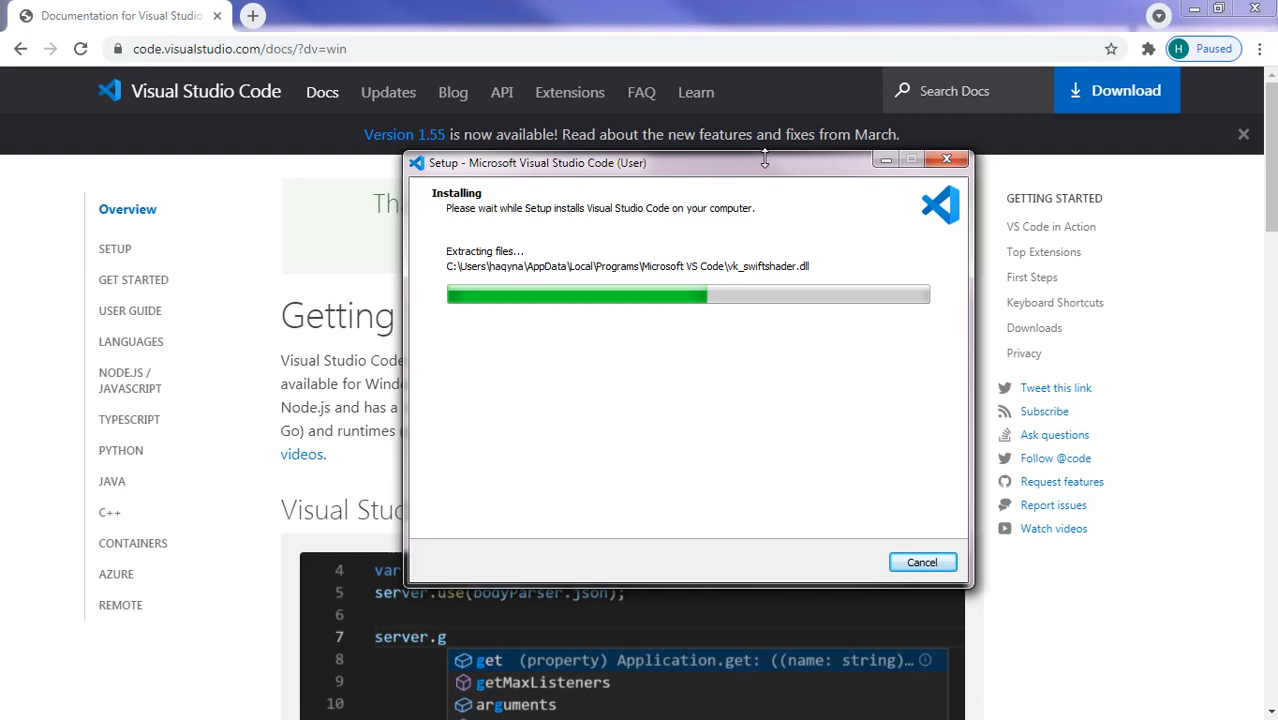 Documentation for Visual Studio
code.visualstudio.com/docs/?dv=win
H Paused
Visual Studio Code Docs Updates Blog API Extensions FAQ Learn Search Docs Download
Version 1.55 is now available! Read about the new features and fixes from March.
Setup - Microsoft Visual Studio Code (User)
Installing
Please wait while Setup installs Visual Studio Code on your computer.
Extracting files...
C:\Users\haqyna\AppData\Local\Programs\Microsoft VS Code\vk_swiftshader.dll
Cancel
Overview
SETUP
GET STARTED
USER GUIDE
LANGUAGES
NODE.JS /
JAVASCRIPT
TYPESCRIPT
PYTHON
JAVA
C++
CONTAINERS
AZURE
REMOTE
Getting
Visual Studio Code
available for Wind
Node.js and has a
Go) and runtimes
videos.
Visual Stud
4 var
5 server.use(bodyParser.json);
6
7 server.g
8 get (property) Application.get: ((name: string)…
9 getMaxListeners
10 arguments
GETTING STARTED
VS Code in Action
Top Extensions
First Steps
Keyboard Shortcuts
Downloads
Privacy
Tweet this link
Subscribe
Ask questions
Follow @code
Request features
Report issues
Watch videos